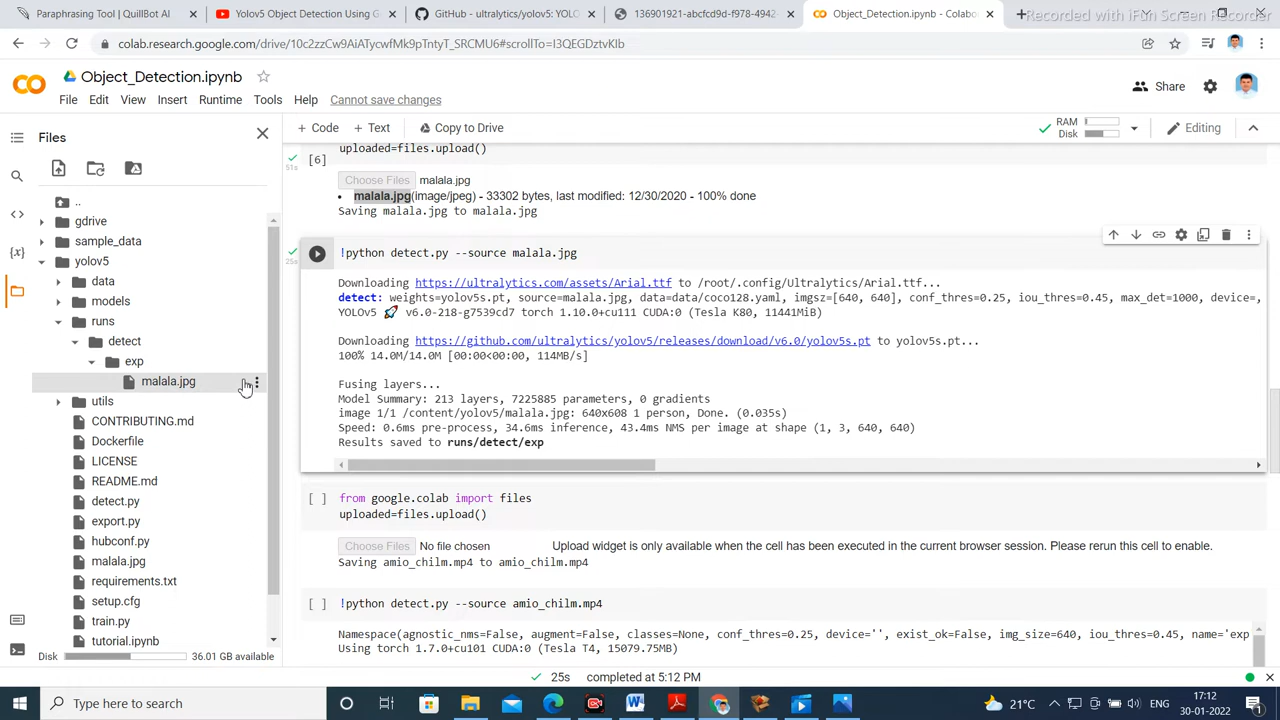 Paraphrasing Tool | QuillBot AI
Yolov5 Object Detection Using G
GitHub - ultralytics/yolov5: YOLO
136901921-abcfcd9d-f978-4942-
Object_Detection.ipynb - Colabo
Recorded with iFun Screen Recorder
colab.research.google.com/drive/10c2zzCw9AiATycwfMk9pTntyT_SRCMU6#scrollTo=I3QEGDztvKIb
Object_Detection.ipynb
File Edit View Insert Runtime Tools Help Cannot save changes
Share
Files
+ Code + Text Copy to Drive
RAM
Disk
Editing
..
gdrive
sample_data
yolov5
data
models
runs
detect
exp
malala.jpg
utils
CONTRIBUTING.md
Dockerfile
LICENSE
README.md
detect.py
export.py
hubconf.py
malala.jpg
requirements.txt
setup.cfg
train.py
tutorial.ipynb
Disk 36.01 GB available
uploaded=files.upload()
[6]
51s
Choose Files malala.jpg
• malala.jpg(image/jpeg) - 33302 bytes, last modified: 12/30/2020 - 100% done
Saving malala.jpg to malala.jpg
!python detect.py --source malala.jpg
25s
Downloading https://ultralytics.com/assets/Arial.ttf to /root/.config/Ultralytics/Arial.ttf...
detect: weights=yolov5s.pt, source=malala.jpg, data=data/coco128.yaml, imgsz=[640, 640], conf_thres=0.25, iou_thres=0.45, max_det=1000, device=,
YOLOv5 🚀 v6.0-218-g7539cd7 torch 1.10.0+cu111 CUDA:0 (Tesla K80, 11441MiB)
Downloading https://github.com/ultralytics/yolov5/releases/download/v6.0/yolov5s.pt to yolov5s.pt...
100% 14.0M/14.0M [00:00<00:00, 114MB/s]
Fusing layers...
Model Summary: 213 layers, 7225885 parameters, 0 gradients
image 1/1 /content/yolov5/malala.jpg: 640x608 1 person, Done. (0.035s)
Speed: 0.6ms pre-process, 34.6ms inference, 43.4ms NMS per image at shape (1, 3, 640, 640)
Results saved to runs/detect/exp
[ ] from google.colab import files
uploaded=files.upload()
Choose Files No file chosen Upload widget is only available when the cell has been executed in the current browser session. Please rerun this cell to enable.
Saving amio_chilm.mp4 to amio_chilm.mp4
[ ] !python detect.py --source amio_chilm.mp4
Namespace(agnostic_nms=False, augment=False, classes=None, conf_thres=0.25, device='', exist_ok=False, img_size=640, iou_thres=0.45, name='exp
Using torch 1.7.0+cu101 CUDA:0 (Tesla T4, 15079.75MB)
25s completed at 5:12 PM
Type here to search
21°C
ENG
17:12
30-01-2022